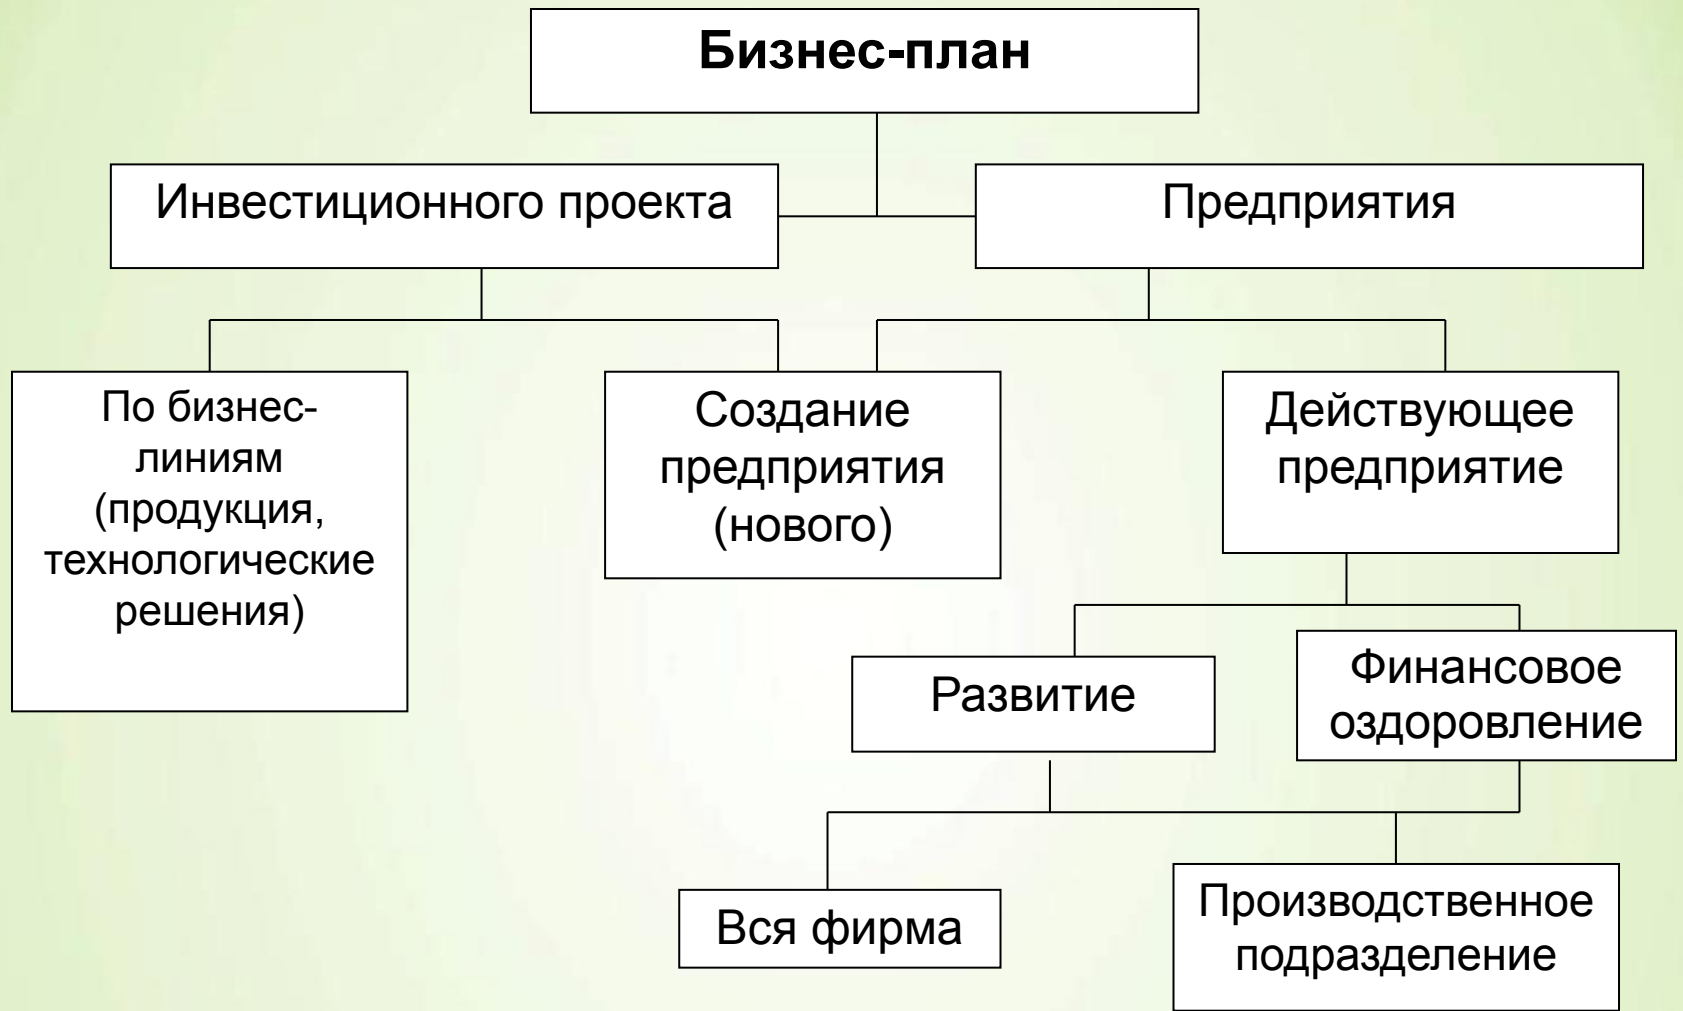 Бизнес-план
Инвестиционного проекта
Предприятия
По бизнес-
линиям
(продукция,
технологические
решения)
Создание
предприятия
(нового)
Действующее
предприятие
Развитие
Финансовое
оздоровление
Вся фирма
Производственное
подразделение